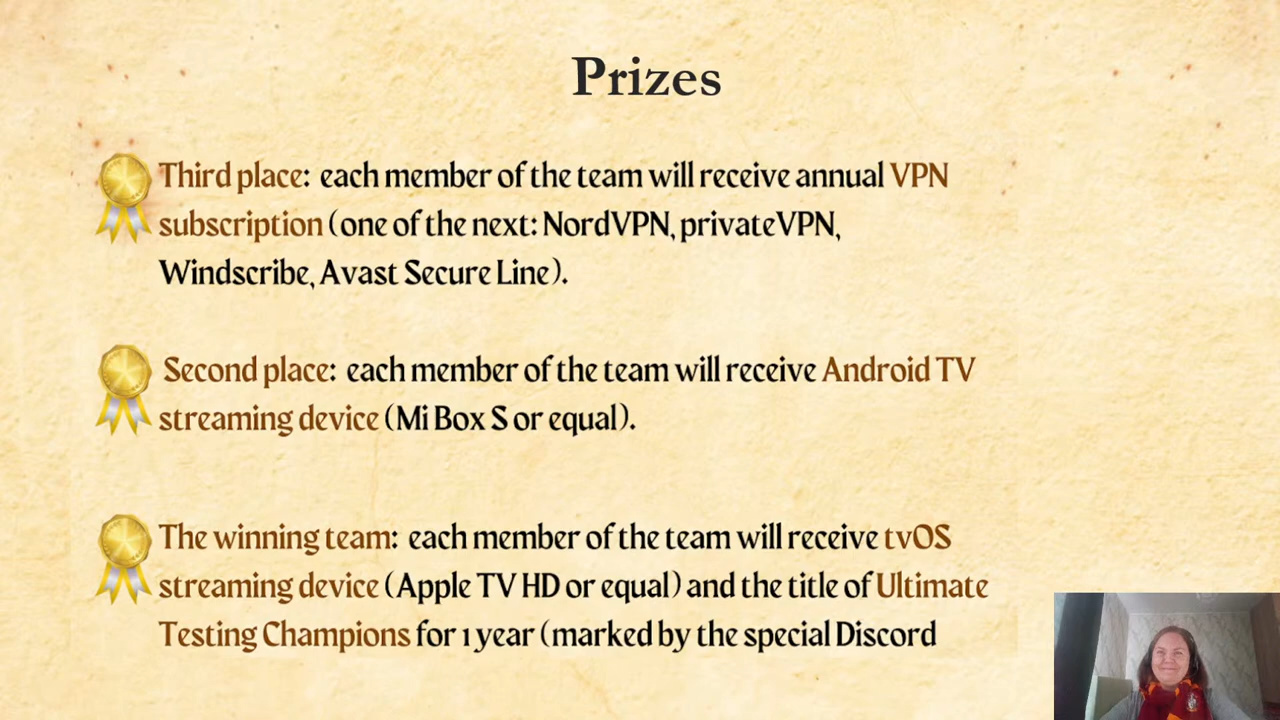 Prizes
Third place: each member of the team will receive annual VPN
subscription (one of the next: NordVPN, privateVPN,
Windscribe, Avast Secure Line).
Second place: each member of the team will receive Android TV
streaming device (Mi Box S or equal).
The winning team: each member of the team will receive tvOS
streaming device (Apple TV HD or equal) and the title of Ultimate
Testing Champions for 1 year (marked by the special Discord